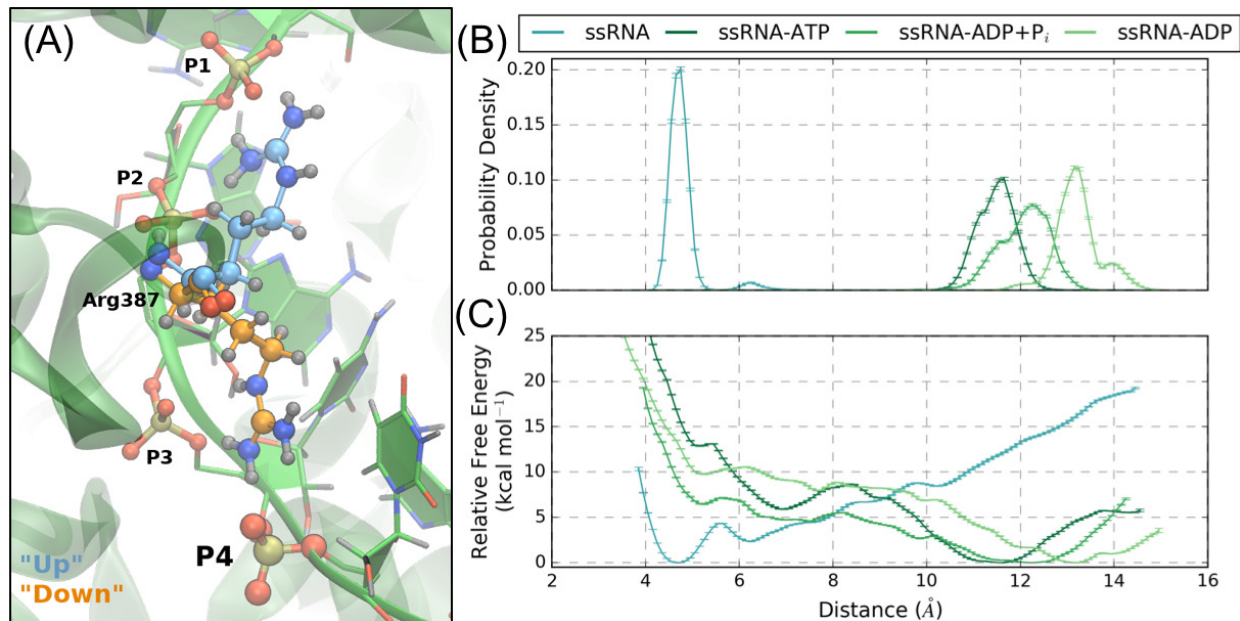 (A)
P1
P2
Arg387
P3
P4
"Up"
"Down"
(B)
ssRNA
ssRNA-ATP
ssRNA-ADP+Pᵢ
ssRNA-ADP
Probability Density
0.20
0.15
0.10
0.05
0.00
(C)
Relative Free Energy
(kcal mol⁻¹)
25
20
15
10
5
0
2
4
6
8
10
12
14
16
Distance (Å)